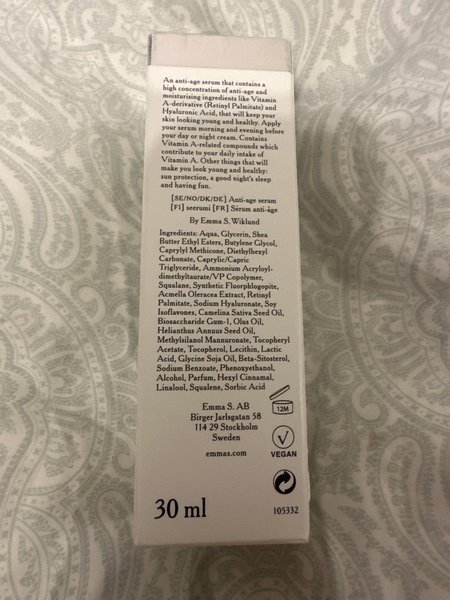 An anti-age serum that contains a
high concentration of anti-age and
moisturising ingredients like Vitamin
A-derivative (Retinyl Palmitate) and
Hyaluronic Acid, that will keep your
skin looking young and healthy. Apply
your serum morning and evening before
your day or night cream. Contains
Vitamin A-related compounds which
contribute to your daily intake of
Vitamin A. Other things that will
make you look young and healthy:
sun protection, a good night's sleep
and having fun.
[SE/NO/DK/DE] Anti-age serum
[FI] seerumi [FR] Sérum anti-âge
By Emma S. Wiklund
Ingredients: Aqua, Glycerin, Shea
Butter Ethyl Esters, Butylene Glycol,
Caprylyl Methicone, Diethylhexyl
Carbonate, Caprylic/Capric
Triglyceride, Ammonium Acryloyl-
dimethyltaurate/VP Copolymer,
Squalane, Synthetic Fluorphlogopite,
Acmella Oleracea Extract, Retinyl
Palmitate, Sodium Hyaluronate, Soy
Isoflavones, Camelina Sativa Seed Oil,
Biosaccharide Gum-1, Olus Oil,
Helianthus Annuus Seed Oil,
Methylsilanol Mannuronate, Tocopheryl
Acetate, Tocopherol, Lecithin, Lactic
Acid, Glycine Soja Oil, Beta-Sitosterol,
Sodium Benzoate, Phenoxyethanol,
Alcohol, Parfum, Hexyl Cinnamal,
Linalool, Squalene, Sorbic Acid
Emma S. AB
Birger Jarlsgatan 58
114 29 Stockholm
Sweden
emmas.com
12M
VEGAN
30 ml
105332